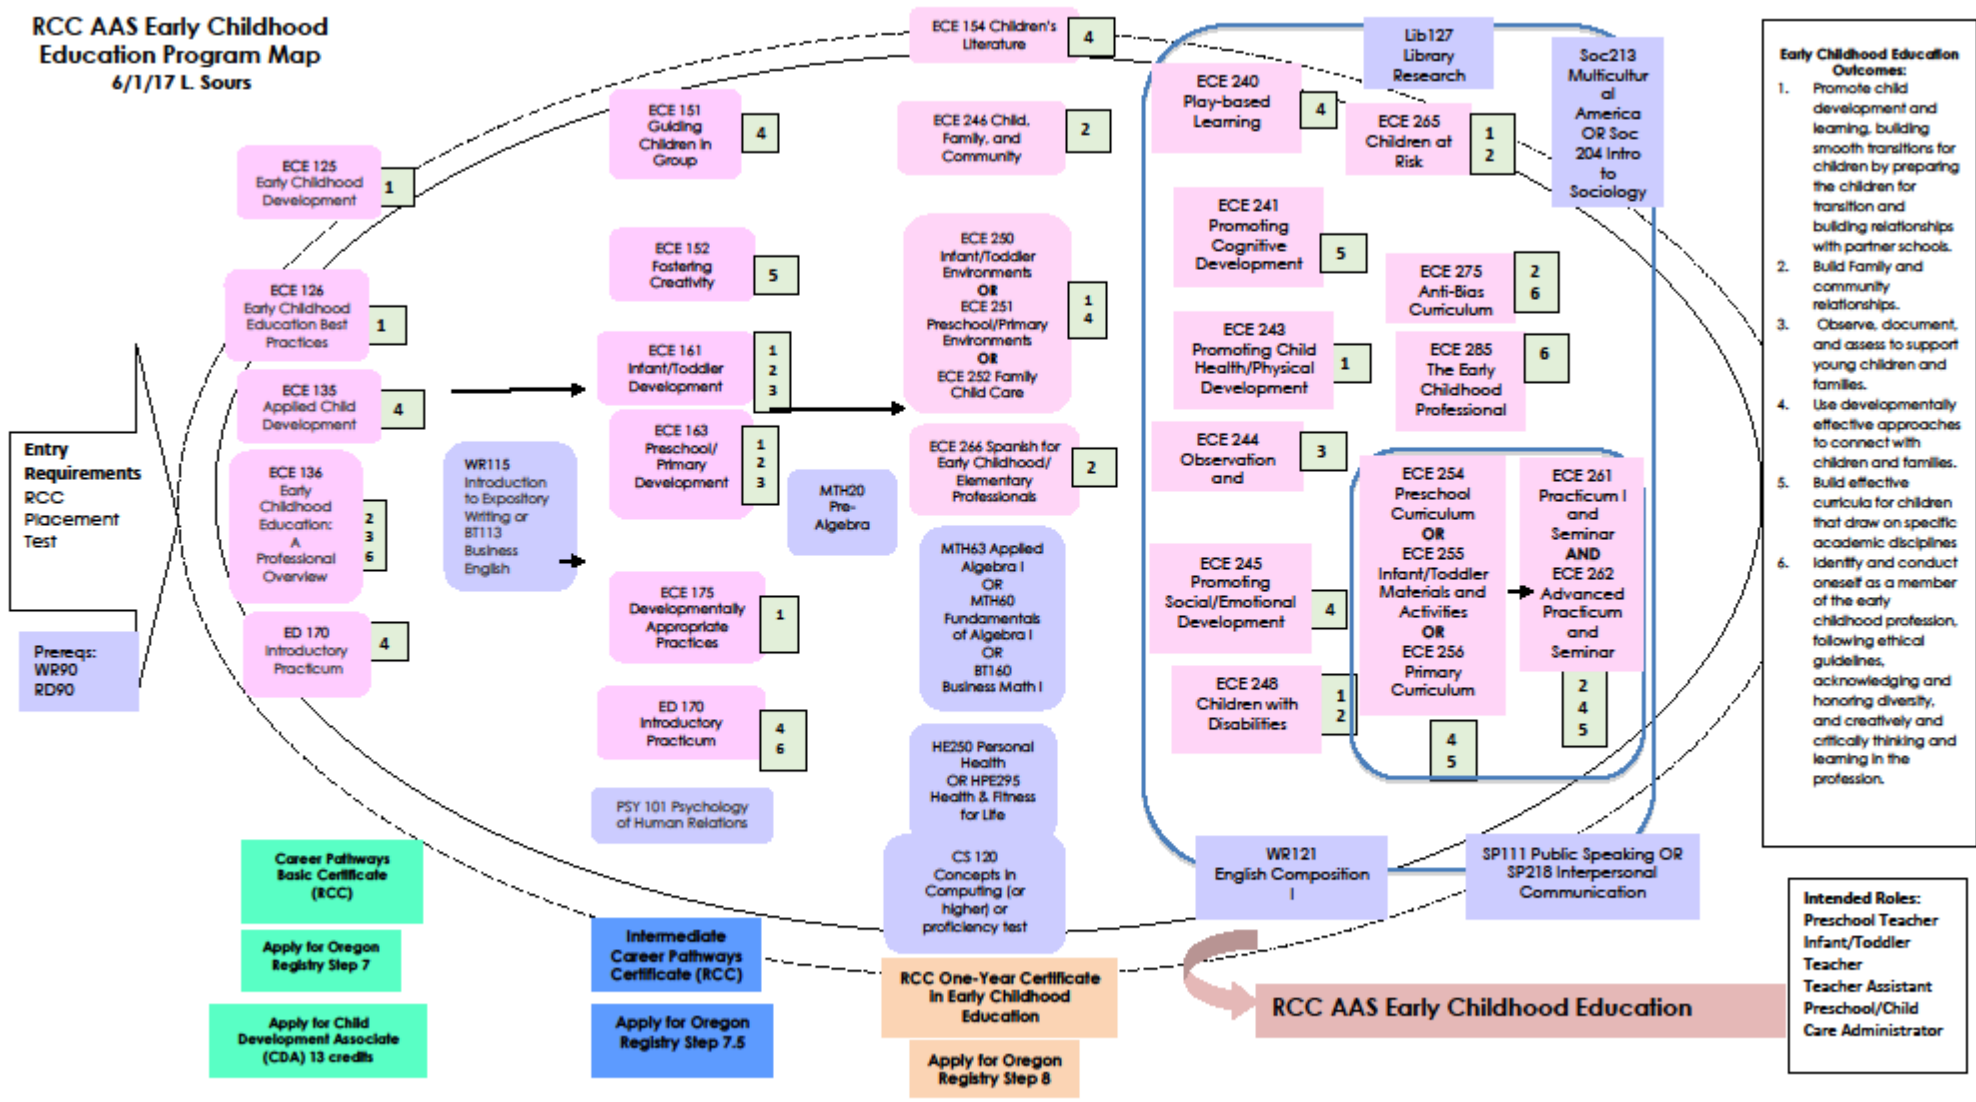 RCC AAS Early Childhood
Education Program Map
6/1/17 L. Sours
Entry
Requirements
RCC
Placement
Test
Prereqs:
WR90
RD90
ECE 125
Early Childhood
Development
1
ECE 126
Early Childhood
Education Best
Practices
1
ECE 135
Applied Child
Development
4
ECE 136
Early
Childhood
Education:
A
Professional
Overview
2
3
6
ED 170
Introductory
Practicum
4
Career Pathways
Basic Certificate
(RCC)
Apply for Oregon
Registry Step 7
Apply for Child
Development Associate
(CDA) 13 credits
WR115
Introduction
to Expository
Writing or
BT113
Business
English
ECE 151
Guiding
Children in
Group
4
ECE 152
Fostering
Creativity
5
ECE 161
Infant/Toddler
Development
1
2
3
ECE 163
Preschool/
Primary
Development
1
2
3
ECE 175
Developmentally
Appropriate
Practices
1
ED 170
Introductory
Practicum
4
6
PSY 101 Psychology
of Human Relations
Intermediate
Career Pathways
Certificate (RCC)
Apply for Oregon
Registry Step 7.5
MTH20
Pre-
Algebra
ECE 154 Children's
Literature
4
ECE 246 Child,
Family, and
Community
2
ECE 250
Infant/Toddler
Environments
OR
ECE 251
Preschool/Primary
Environments
OR
ECE 252 Family
Child Care
1
4
ECE 266 Spanish for
Early Childhood/
Elementary
Professionals
2
MTH63 Applied
Algebra I
OR
MTH60
Fundamentals
of Algebra I
OR
BT160
Business Math I
HE250 Personal
Health
OR HPE295
Health & Fitness
for Life
CS 120
Concepts in
Computing (or
higher) or
proficiency test
RCC One-Year Certificate
in Early Childhood
Education
Apply for Oregon
Registry Step 8
ECE 240
Play-based
Learning
4
Lib127
Library
Research
ECE 265
Children at
Risk
1
2
Soc213
Multicultur
al
America
OR Soc
204 Intro
to
Sociology
ECE 241
Promoting
Cognitive
Development
5
ECE 275
Anti-Bias
Curriculum
2
6
ECE 243
Promoting Child
Health/Physical
Development
1
ECE 285
The Early
Childhood
Professional
6
ECE 244
Observation
and
3
ECE 245
Promoting
Social/Emotional
Development
4
ECE 248
Children with
Disabilities
1
2
ECE 254
Preschool
Curriculum
OR
ECE 255
Infant/Toddler
Materials and
Activities
OR
ECE 256
Primary
Curriculum
4
5
ECE 261
Practicum I
and
Seminar
AND
ECE 262
Advanced
Practicum
and
Seminar
2
4
5
WR121
English Composition
I
SP111 Public Speaking OR
SP218 Interpersonal
Communication
RCC AAS Early Childhood Education
Early Childhood Education
Outcomes:
1. Promote child
development and
learning, building
smooth transitions for
children by preparing
the children for
transition and
building relationships
with partner schools.
2. Build Family and
community
relationships.
3. Observe, document,
and assess to support
young children and
families.
4. Use developmentally
effective approaches
to connect with
children and families.
5. Build effective
curricula for children
that draw on specific
academic disciplines
6. Identify and conduct
oneself as a member
of the early
childhood profession,
following ethical
guidelines,
acknowledging and
honoring diversity,
and creatively and
critically thinking and
learning in the
profession.
Intended Roles:
Preschool Teacher
Infant/Toddler
Teacher
Teacher Assistant
Preschool/Child
Care Administrator